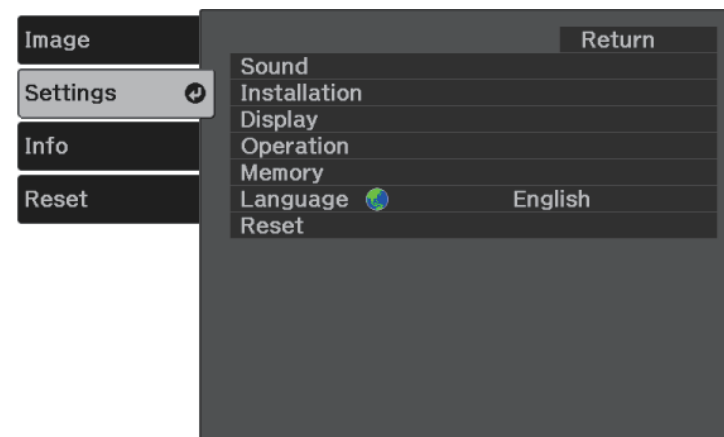 Image
Settings
Info
Reset
Return
Sound
Installation
Display
Operation
Memory
Language English
Reset